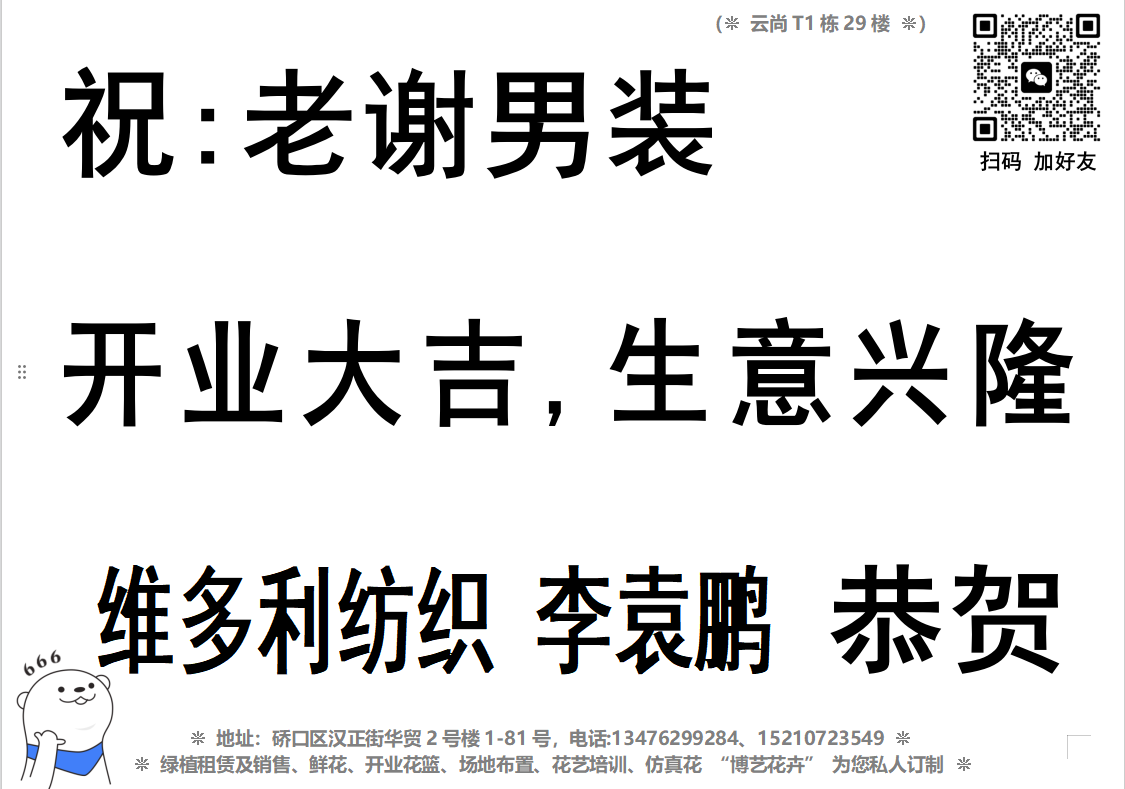 (❊ 云尚 T1 栋 29 楼 ❊)
祝:老谢男装
扫码 加好友
开业大吉,生意兴隆
维多利纺织 李袁鹏 恭贺
666
❊ 地址：硚口区汉正街华贸 2 号楼 1-81 号，电话:13476299284、15210723549 ❊
❊ 绿植租赁及销售、鲜花、开业花篮、场地布置、花艺培训、仿真花 “博艺花卉” 为您私人订制 ❊